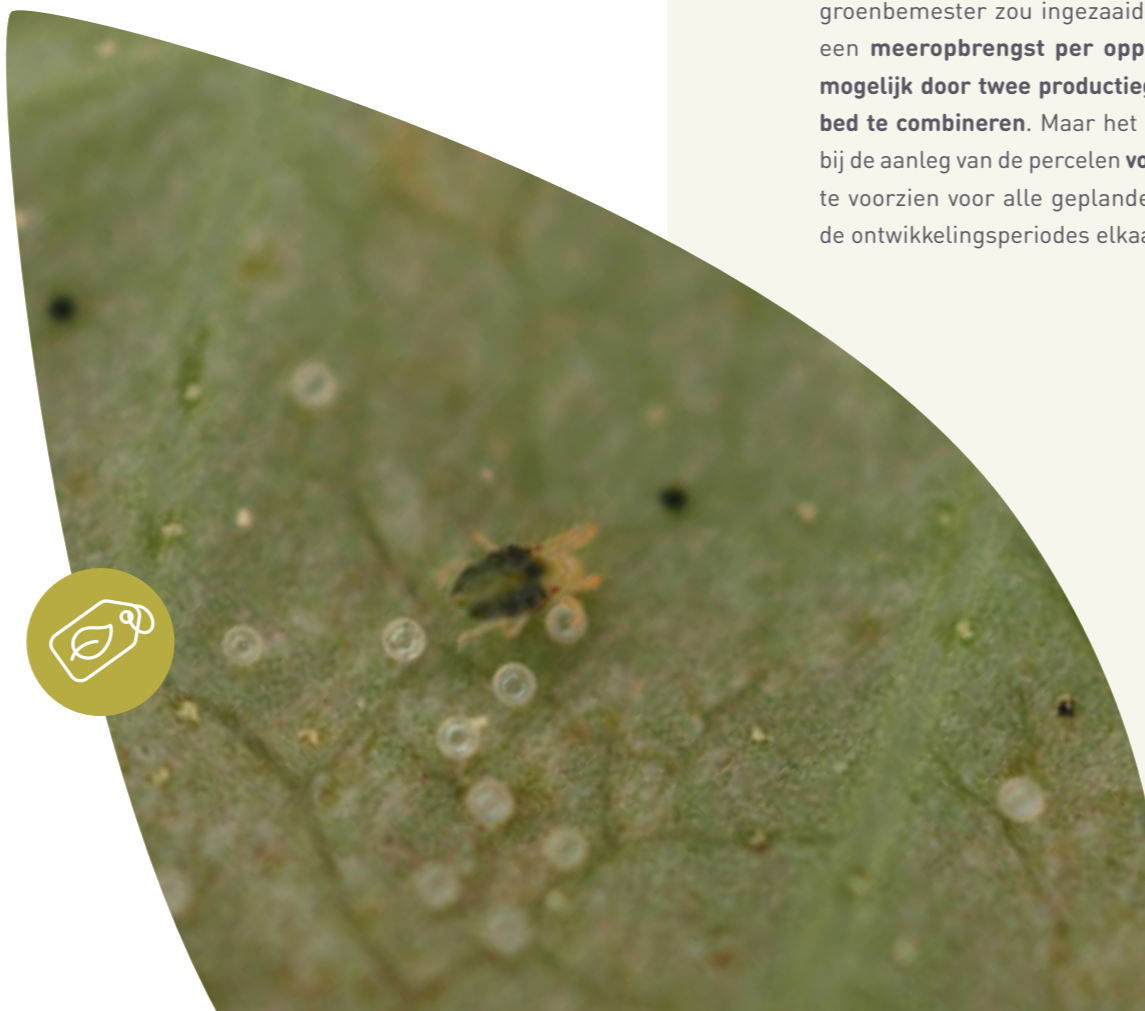 groenbemester zou ingezaaid
een meeropbrengst per opp
mogelijk door twee productie
bed te combineren. Maar het
bij de aanleg van de percelen vo
te voorzien voor alle geplande
de ontwikkelingsperiodes elkaa